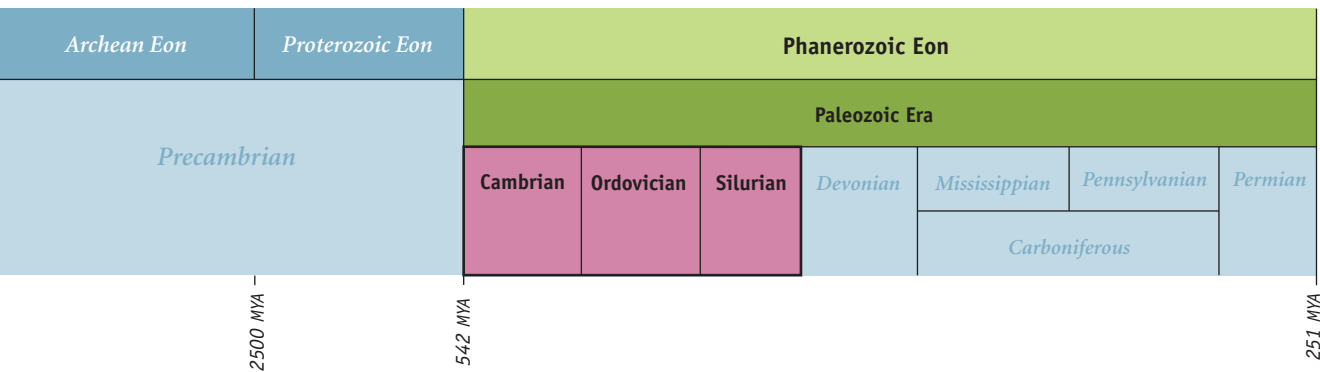 Archean Eon
Proterozoic Eon
Phanerozoic Eon
Paleozoic Era
Precambrian
Cambrian
Ordovician
Silurian
Devonian
Mississippian
Pennsylvanian
Permian
Carboniferous
2500 MYA
542 MYA
251 MYA